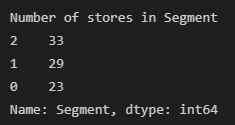 Number of stores in Segment
2    33
1    29
0    23
Name: Segment, dtype: int64